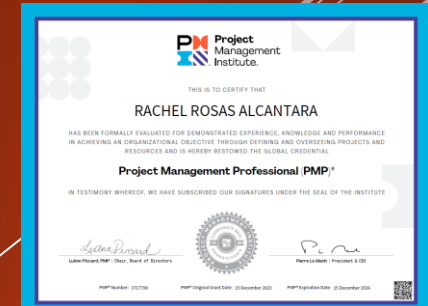 Project
Management
Institute.
THIS IS TO CERTIFY THAT
RACHEL ROSAS ALCANTARA
HAS BEEN FORMALLY EVALUATED FOR DEMONSTRATED EXPERIENCE, KNOWLEDGE AND PERFORMANCE
IN ACHIEVING AN ORGANIZATIONAL OBJECTIVE THROUGH DEFINING AND OVERSEEING PROJECTS AND
RESOURCES AND IS HEREBY BESTOWED THE GLOBAL CREDENTIAL
Project Management Professional (PMP)®
IN TESTIMONY WHEREOF, WE HAVE SUBSCRIBED OUR SIGNATURES UNDER THE SEAL OF THE INSTITUTE
LuAnn Piccard, PMP | Chair, Board of Directors
Pierre Le Manh | President & CEO
PMP® Number: 3717768
PMP® Original Grant Date: 15 December 2023
PMP® Expiration Date: 15 December 2026